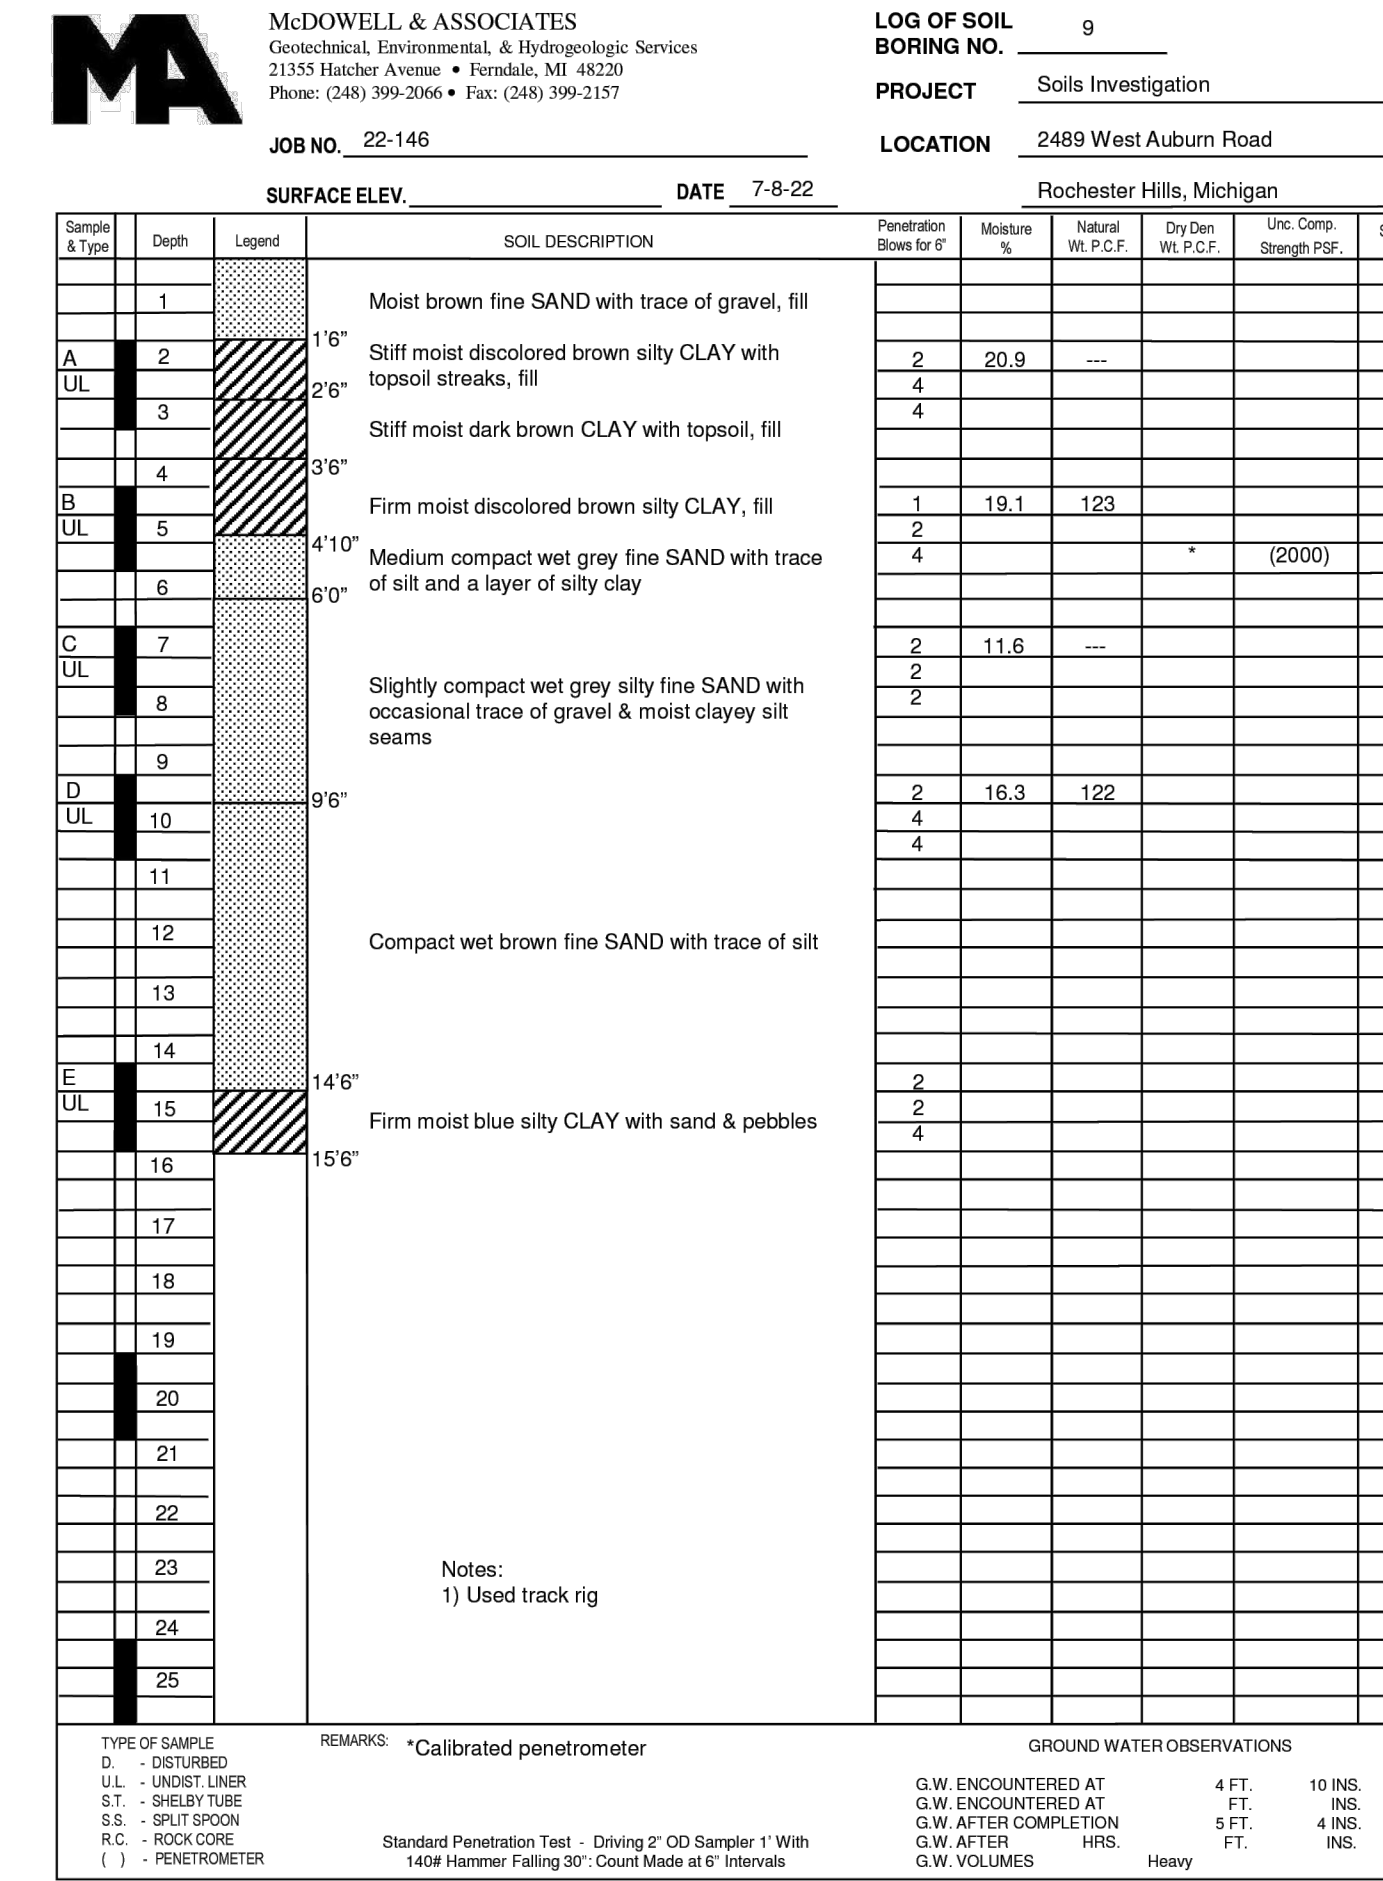 MA
McDOWELL & ASSOCIATES
Geotechnical, Environmental, & Hydrogeologic Services
21355 Hatcher Avenue • Ferndale, MI 48220
Phone: (248) 399-2066 • Fax: (248) 399-2157
LOG OF SOIL
BORING NO. 9
PROJECT Soils Investigation
JOB NO. 22-146
LOCATION 2489 West Auburn Road
SURFACE ELEV. DATE 7-8-22
Rochester Hills, Michigan
Sample & Type Depth Legend SOIL DESCRIPTION Penetration Blows for 6" Moisture % Natural Wt. P.C.F. Dry Den Wt. P.C.F. Unc. Comp. Strength PSF. S
1 Moist brown fine SAND with trace of gravel, fill
1'6"
A 2 Stiff moist discolored brown silty CLAY with 2 20.9 ---
UL 2'6" topsoil streaks, fill 4
3 4
Stiff moist dark brown CLAY with topsoil, fill
4 3'6"
B Firm moist discolored brown silty CLAY, fill 1 19.1 123
UL 5 2
4'10" Medium compact wet grey fine SAND with trace 4 * (2000)
6 6'0" of silt and a layer of silty clay
C 7 2 11.6 ---
UL 2
Slightly compact wet grey silty fine SAND with 2
8 occasional trace of gravel & moist clayey silt
seams
9
D 9'6" 2 16.3 122
UL 10 4
4
11
12 Compact wet brown fine SAND with trace of silt
13
14
E 14'6" 2
UL 15 2
Firm moist blue silty CLAY with sand & pebbles 4
16 15'6"
17
18
19
20
21
22
23 Notes:
1) Used track rig
24
25
TYPE OF SAMPLE
D. - DISTURBED
U.L. - UNDIST. LINER
S.T. - SHELBY TUBE
S.S. - SPLIT SPOON
R.C. - ROCK CORE
( ) - PENETROMETER
REMARKS: *Calibrated penetrometer
Standard Penetration Test - Driving 2" OD Sampler 1' With
140# Hammer Falling 30": Count Made at 6" Intervals
GROUND WATER OBSERVATIONS
G.W. ENCOUNTERED AT 4 FT. 10 INS.
G.W. ENCOUNTERED AT FT. INS.
G.W. AFTER COMPLETION 5 FT. 4 INS.
G.W. AFTER HRS. FT. INS.
G.W. VOLUMES Heavy